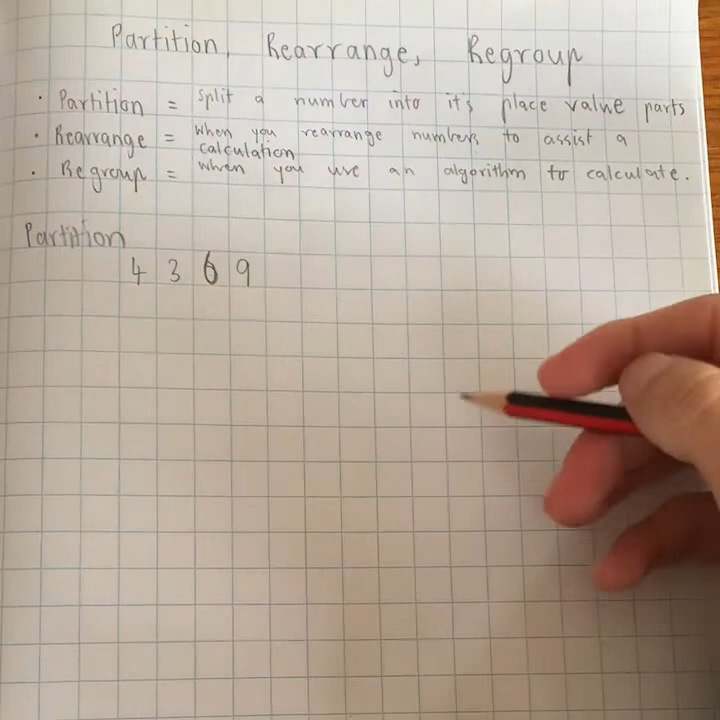 Partition, Rearrange, Regroup
· Partition = split a number into it's place value parts
· Rearrange = when you rearrange numbers to assist a
calculation
· Regroup = when you use an algorithm to calculate.
Partition
4 3 6 9